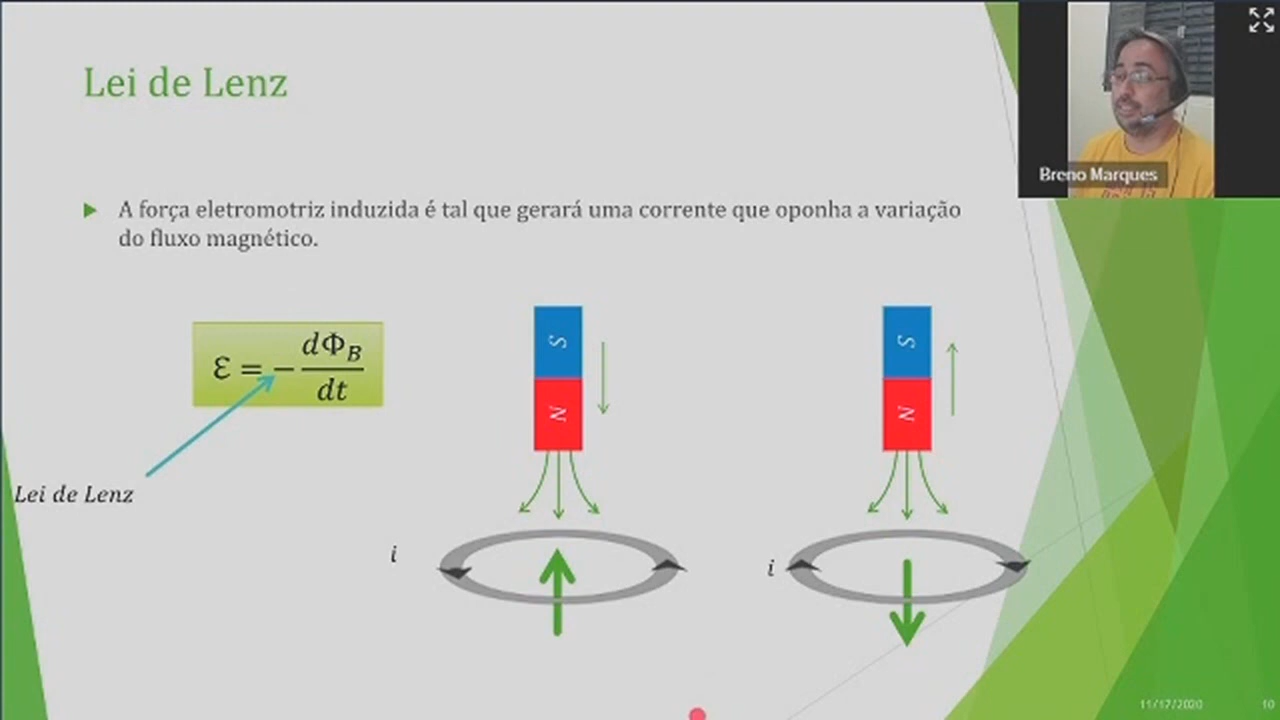 Lei de Lenz
Breno Marques
A força eletromotriz induzida é tal que gerará uma corrente que oponha a variação
do fluxo magnético.
Ɛ = − dΦ_B / dt
S
N
S
N
Lei de Lenz
i
i
11/17/2020
10